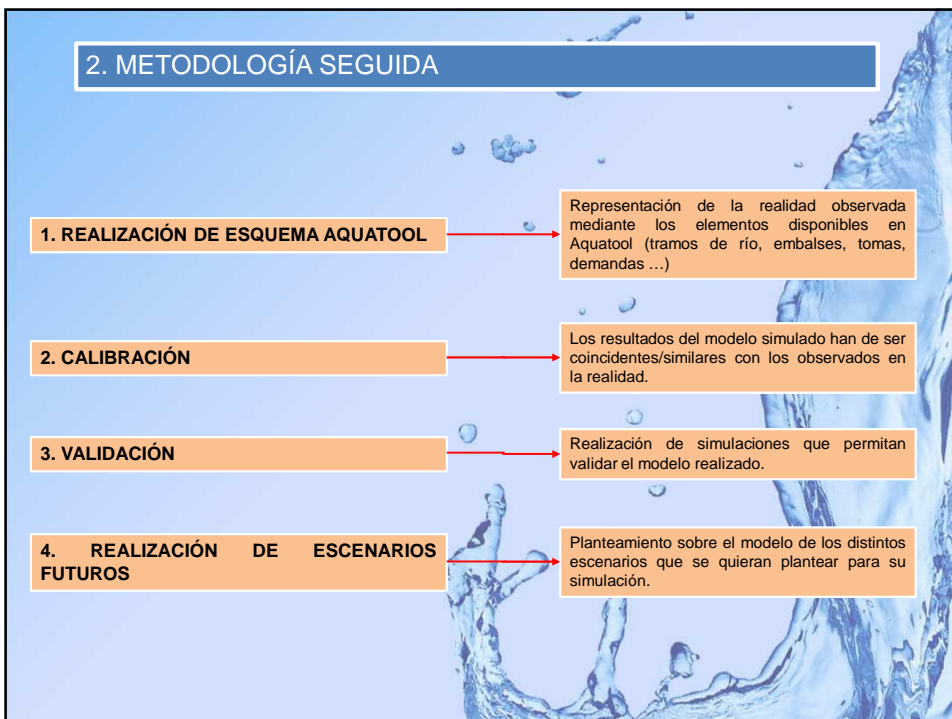 2. METODOLOGÍA SEGUIDA
1. REALIZACIÓN DE ESQUEMA AQUATOOL
Representación de la realidad observada
mediante los elementos disponibles en
Aquatool (tramos de río, embalses, tomas,
demandas …)
2. CALIBRACIÓN
Los resultados del modelo simulado han de ser
coincidentes/similares con los observados en
la realidad.
3. VALIDACIÓN
Realización de simulaciones que permitan
validar el modelo realizado.
4. REALIZACIÓN DE ESCENARIOS
FUTUROS
Planteamiento sobre el modelo de los distintos
escenarios que se quieran plantear para su
simulación.